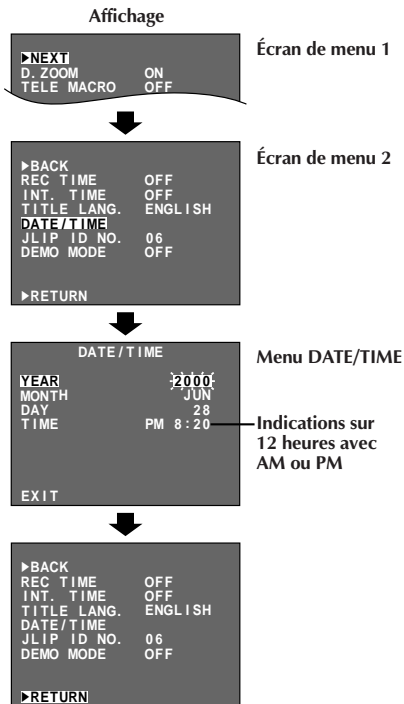 Affichage
▶NEXT
D. ZOOM ON
TELE MACRO OFF
Écran de menu 1
▶BACK
REC TIME OFF
INT. TIME OFF
TITLE LANG. ENGLISH
DATE/TIME
JLIP ID NO. 06
DEMO MODE OFF
▶RETURN
Écran de menu 2
DATE/TIME
YEAR 2000
MONTH JUN
DAY 28
TIME PM 8:20
EXIT
Menu DATE/TIME
Indications sur
12 heures avec
AM ou PM
▶BACK
REC TIME OFF
INT. TIME OFF
TITLE LANG. ENGLISH
DATE/TIME
JLIP ID NO. 06
DEMO MODE OFF
▶RETURN